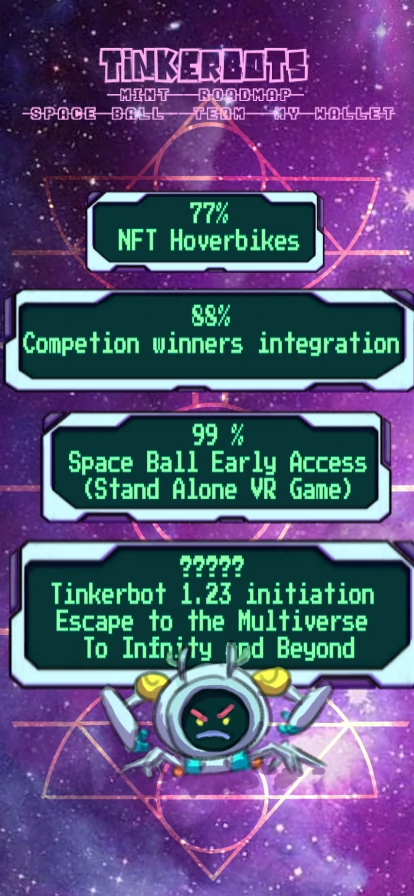 TiNKERBOTS
MINT ROADMAP
SPACE BALL TEAM MY WALLET
77%
NFT Hoverbikes
88%
Competion winners integration
99 %
Space Ball Early Access
(Stand Alone VR Game)
?????
Tinkerbot 1.23 initiation
Escape to the Multiverse
To Infnity and Beyond